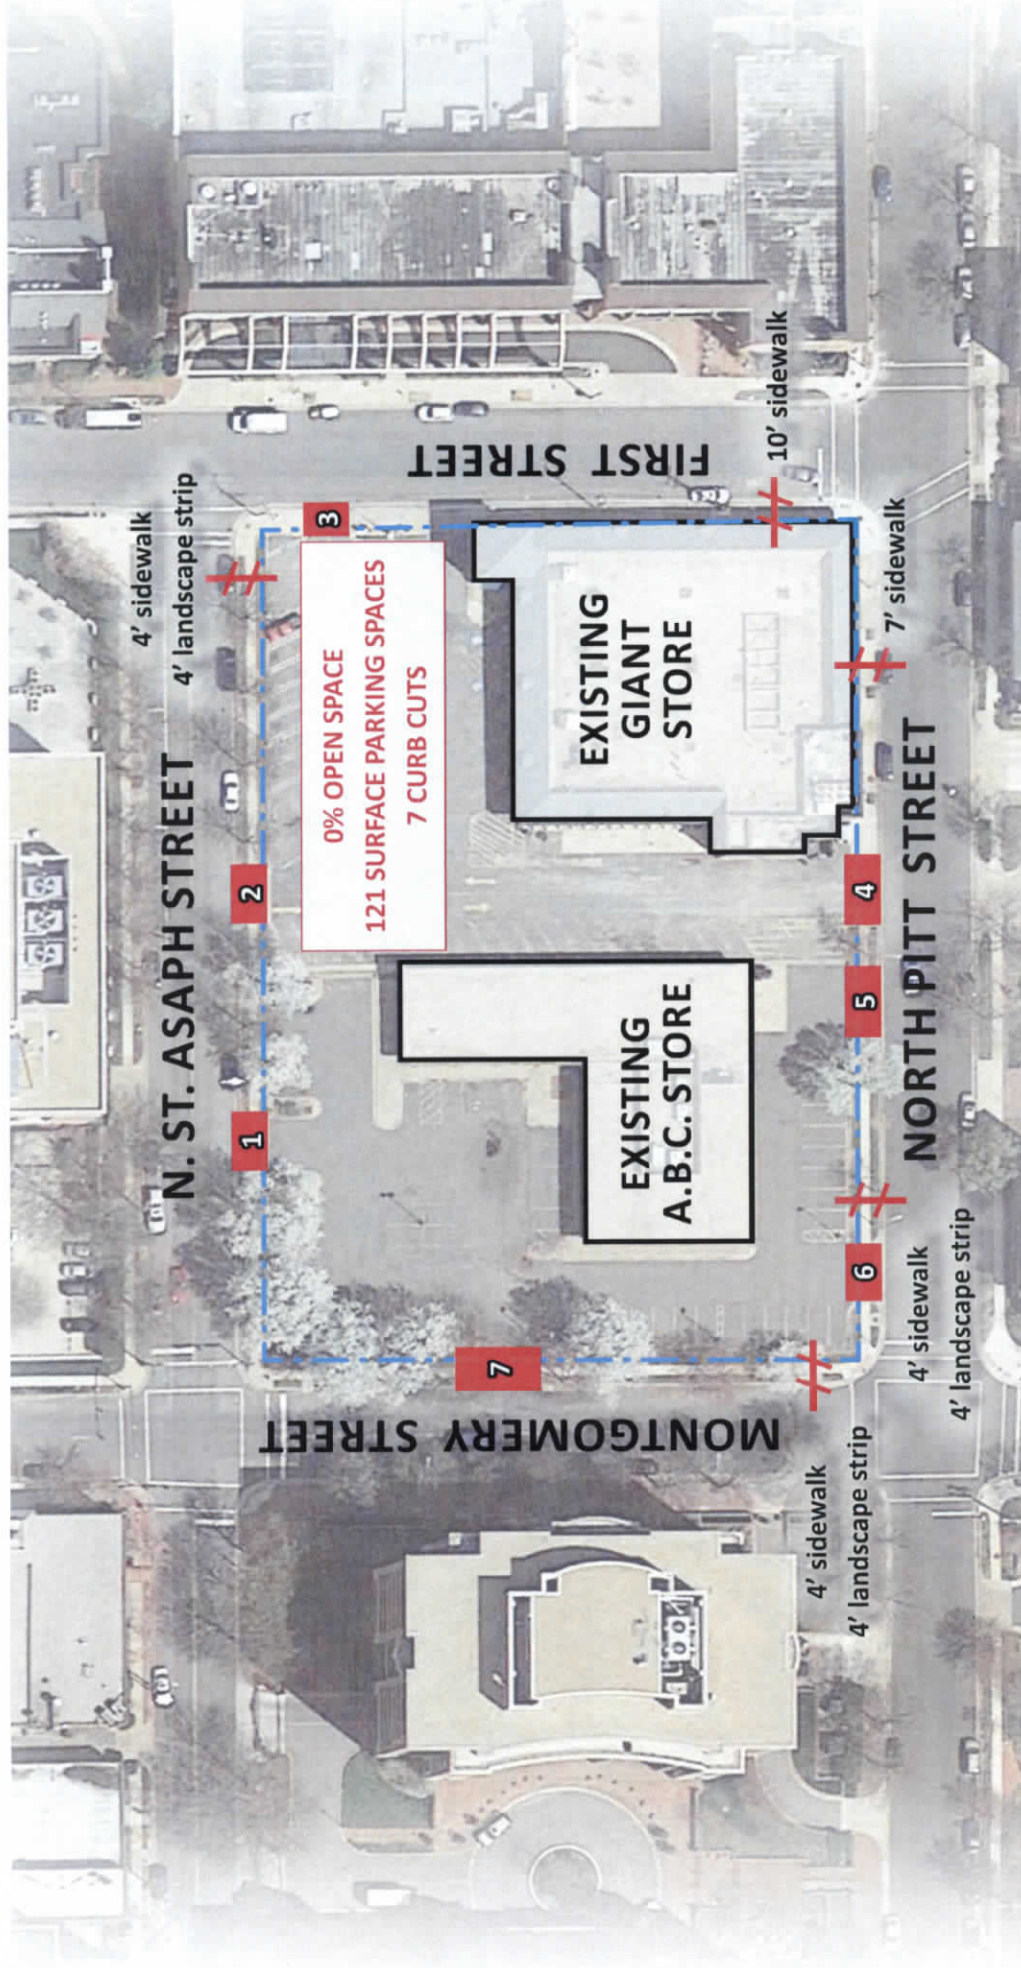 N. ST. ASAPH STREET
4' sidewalk
4' landscape strip
1
2
3
0% OPEN SPACE
121 SURFACE PARKING SPACES
7 CURB CUTS
MONTGOMERY STREET
7
FIRST STREET
EXISTING
A.B.C. STORE
EXISTING
GIANT
STORE
10' sidewalk
4' sidewalk
4' landscape strip
6
5
4
4' sidewalk
4' landscape strip
NORTH PITT STREET
7' sidewalk